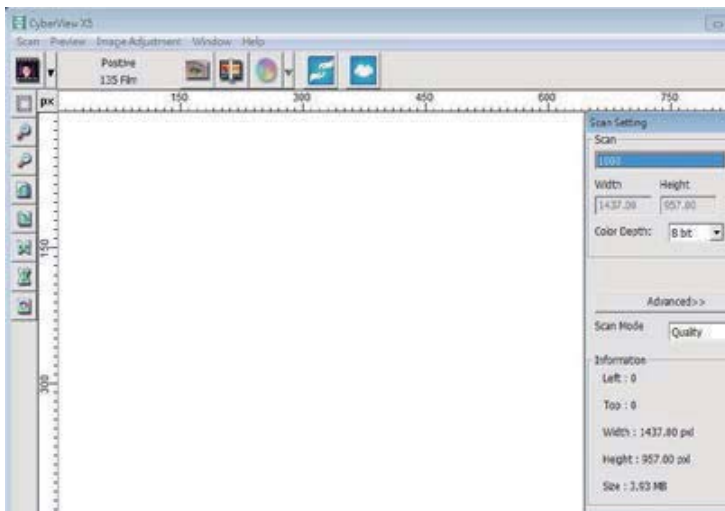 CyberView X5
Scan Preview Image Adjustment Window Help
Positive
135 Film
px
150 300 450 600 750
150
300
Scan Setting
Scan
1000
Width Height
1437.00 957.00
Color Depth: 8 bit
Advanced>>
Scan Mode Quality
Information
Left : 0
Top : 0
Width : 1437.00 pxl
Height : 957.00 pxl
Size : 3.93 MB